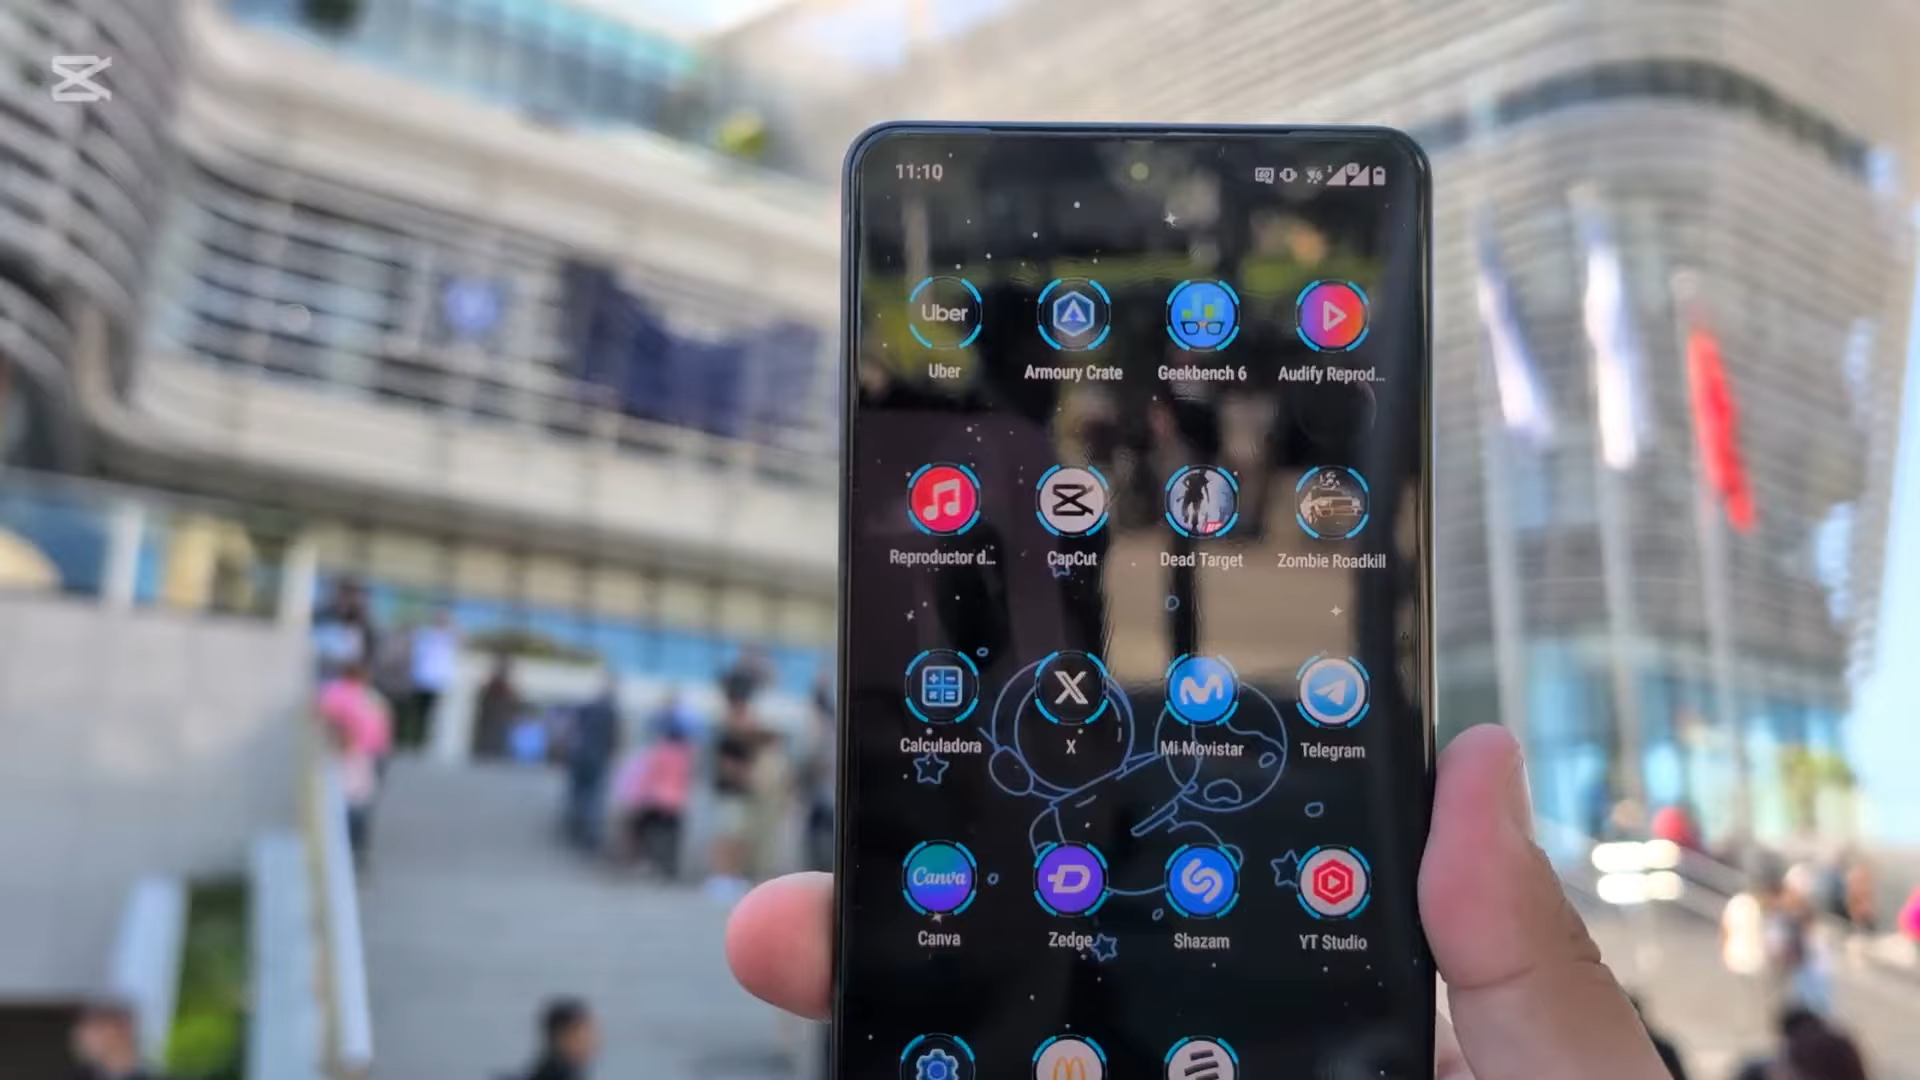 11:10
Uber
Uber
Armoury Crate
Geekbench 6
Audify Reprod...
Reproductor d...
CapCut
Dead Target
Zombie Roadkill
Calculadora
X
Mi Movistar
Telegram
Canva
Canva
Zedge
Shazam
YT Studio